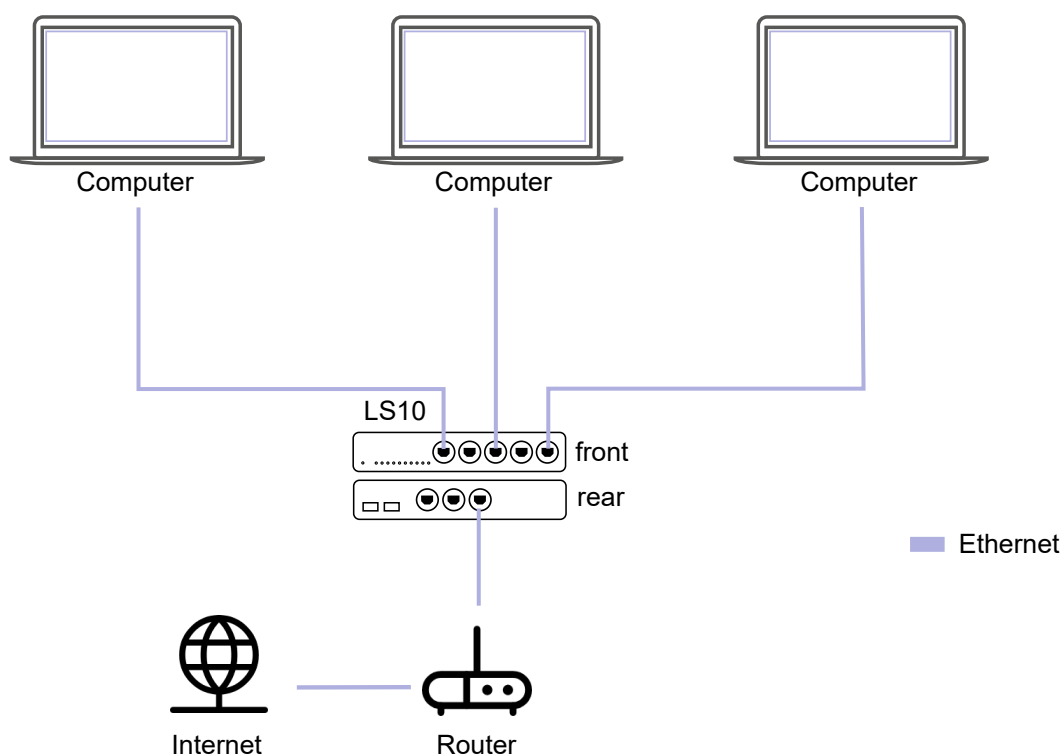 Computer
Computer
Computer
LS10
front
rear
Ethernet
Internet
Router